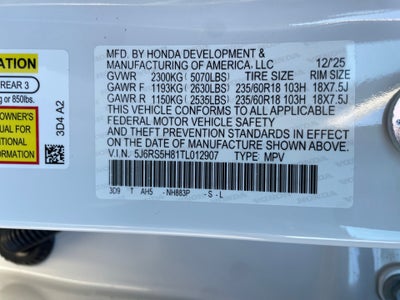 MFD. BY HONDA DEVELOPMENT &
MANUFACTURING OF AMERICA, LLC 12/'25
GVWR 2300KG (5070LBS) TIRE SIZE RIM SIZE
GAWR F 1193KG (2630LBS) 235/60R18 103H 18X7.5J
GAWR R 1150KG (2535LBS) 235/60R18 103H 18X7.5J
THIS VEHICLE CONFORMS TO ALL APPLICABLE
FEDERAL MOTOR VEHICLE SAFETY
AND THEFT PREVENTION STANDARDS IN EFFECT
ON THE DATE OF MANUFACTURE SHOWN ABOVE.
V.I.N. 5J6RS5H81TL012907 TYPE: MPV
3D9 T AH5 -NH883P -S -L
3D4 A2
ATION
REAR 3
g or 850lbs.
OWNER'S
UAL FOR
TIONAL
MATION